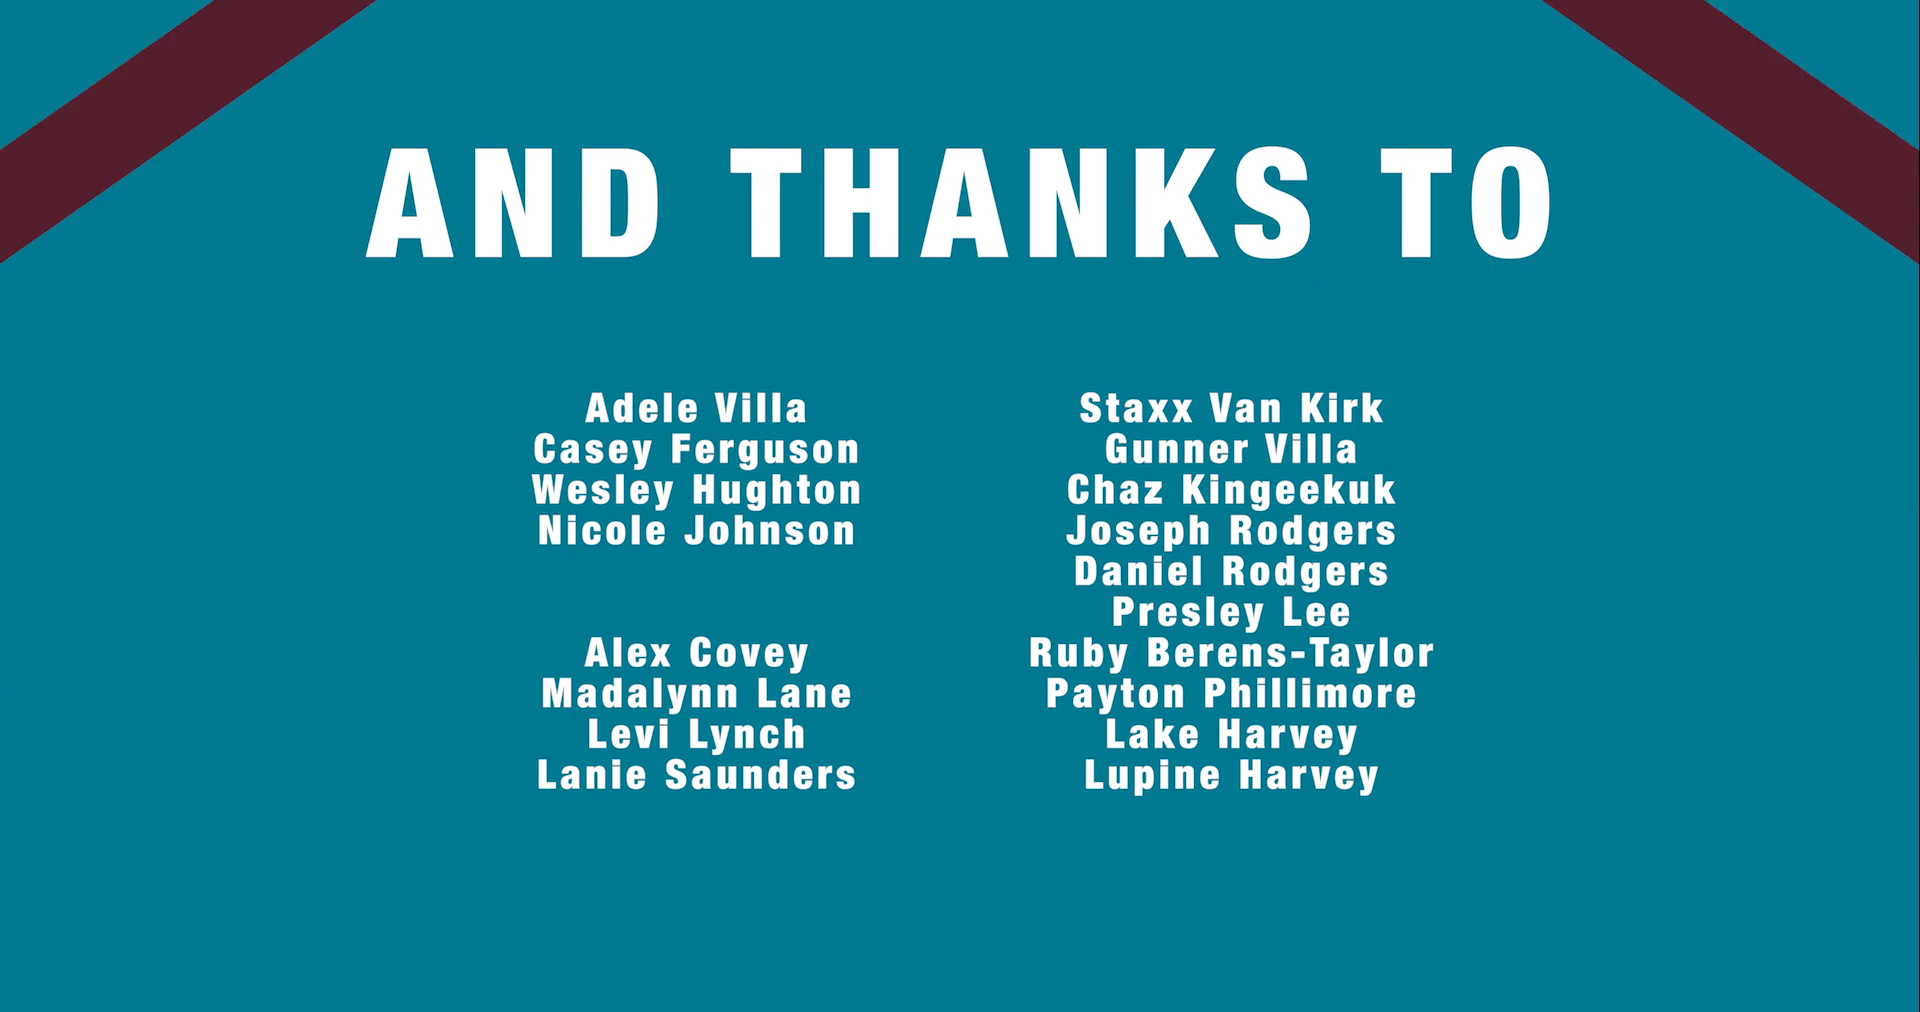 AND THANKS TO
Adele Villa
Casey Ferguson
Wesley Hughton
Nicole Johnson
Alex Covey
Madalynn Lane
Levi Lynch
Lanie Saunders
Staxx Van Kirk
Gunner Villa
Chaz Kingeekuk
Joseph Rodgers
Daniel Rodgers
Presley Lee
Ruby Berens-Taylor
Payton Phillimore
Lake Harvey
Lupine Harvey